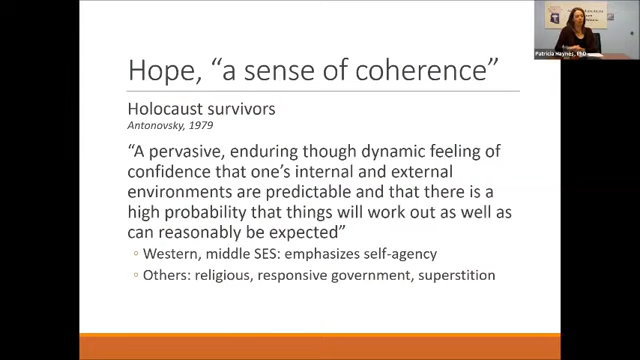 Hope, "a sense of coherence"
Holocaust survivors
Antonovsky, 1979
"A pervasive, enduring though dynamic feeling of
confidence that one's internal and external
environments are predictable and that there is a
high probability that things will work out as well as
can reasonably be expected"
◦ Western, middle SES: emphasizes self-agency
◦ Others: religious, responsive government, superstition
Patricia Haynes, PhD